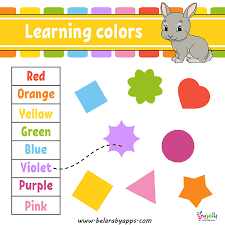 Learning colors
Red
Orange
Yellow
Green
Blue
Violet
Purple
Pink
www.belarabyapps.com